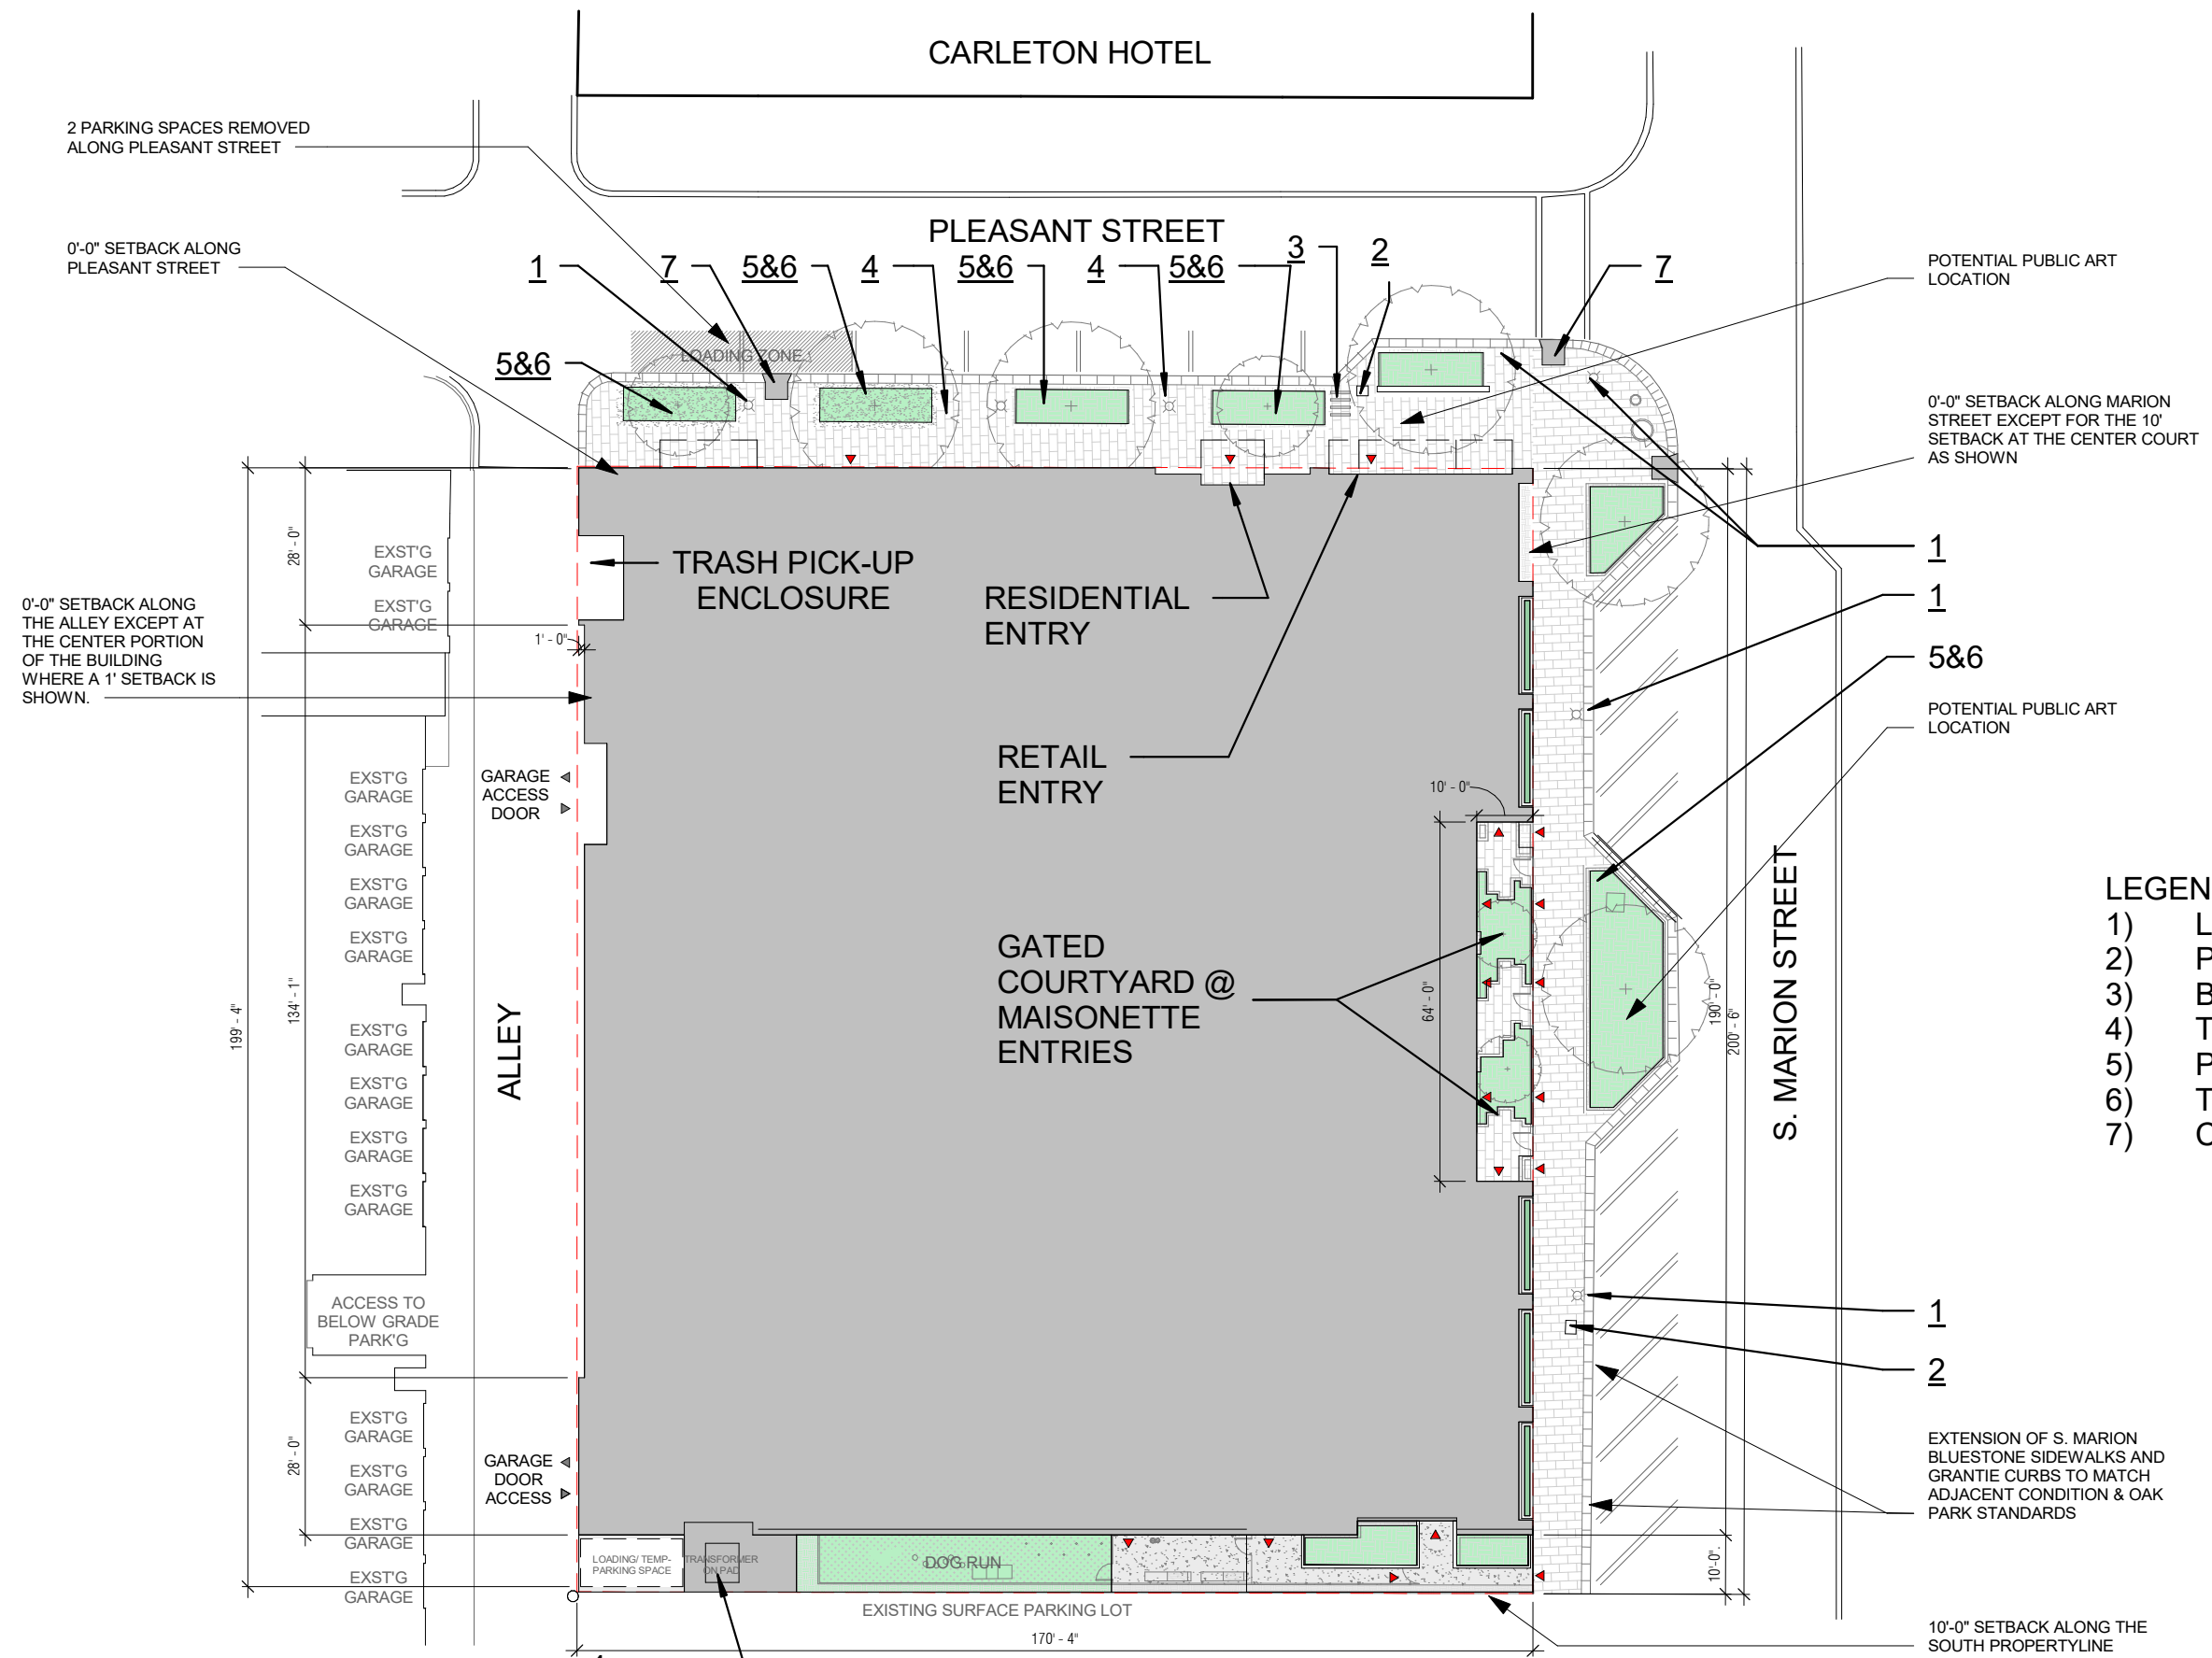 CARLETON HOTEL
2 PARKING SPACES REMOVED
ALONG PLEASANT STREET
0'-0" SETBACK ALONG
PLEASANT STREET
PLEASANT STREET
1
7
5&6
4
5&6
4
5&6
3
2
7
5&6
LOADING ZONE
POTENTIAL PUBLIC ART
LOCATION
0'-0" SETBACK ALONG MARION
STREET EXCEPT FOR THE 10'
SETBACK AT THE CENTER COURT
AS SHOWN
1
1
5&6
POTENTIAL PUBLIC ART
LOCATION
28' - 0"
EXST'G
GARAGE
EXST'G
GARAGE
TRASH PICK-UP
ENCLOSURE
RESIDENTIAL
ENTRY
0'-0" SETBACK ALONG
THE ALLEY EXCEPT AT
THE CENTER PORTION
OF THE BUILDING
WHERE A 1' SETBACK IS
SHOWN.
1' - 0"
RETAIL
ENTRY
10' - 0"
EXST'G
GARAGE
EXST'G
GARAGE
EXST'G
GARAGE
EXST'G
GARAGE
EXST'G
GARAGE
EXST'G
GARAGE
EXST'G
GARAGE
EXST'G
GARAGE
GARAGE
ACCESS
DOOR
199' - 4"
134' - 1"
ALLEY
GATED
COURTYARD @
MAISONETTE
ENTRIES
64' - 0"
190' - 0"
200' - 6"
S. MARION STREET
LEGEN
1) L
2) P
3) B
4) T
5) P
6) T
7) C
ACCESS TO
BELOW GRADE
PARK'G
1
2
28' - 0"
EXST'G
GARAGE
EXST'G
GARAGE
EXST'G
GARAGE
EXST'G
GARAGE
GARAGE
DOOR
ACCESS
EXTENSION OF S. MARION
BLUESTONE SIDEWALKS AND
GRANTIE CURBS TO MATCH
ADJACENT CONDITION & OAK
PARK STANDARDS
LOADING/ TEMP-
PARKING SPACE
TRANSFORMER
ON PAD
DOG RUN
10'-0".
EXISTING SURFACE PARKING LOT
170' - 4"
10'-0" SETBACK ALONG THE
SOUTH PROPERTYLINE